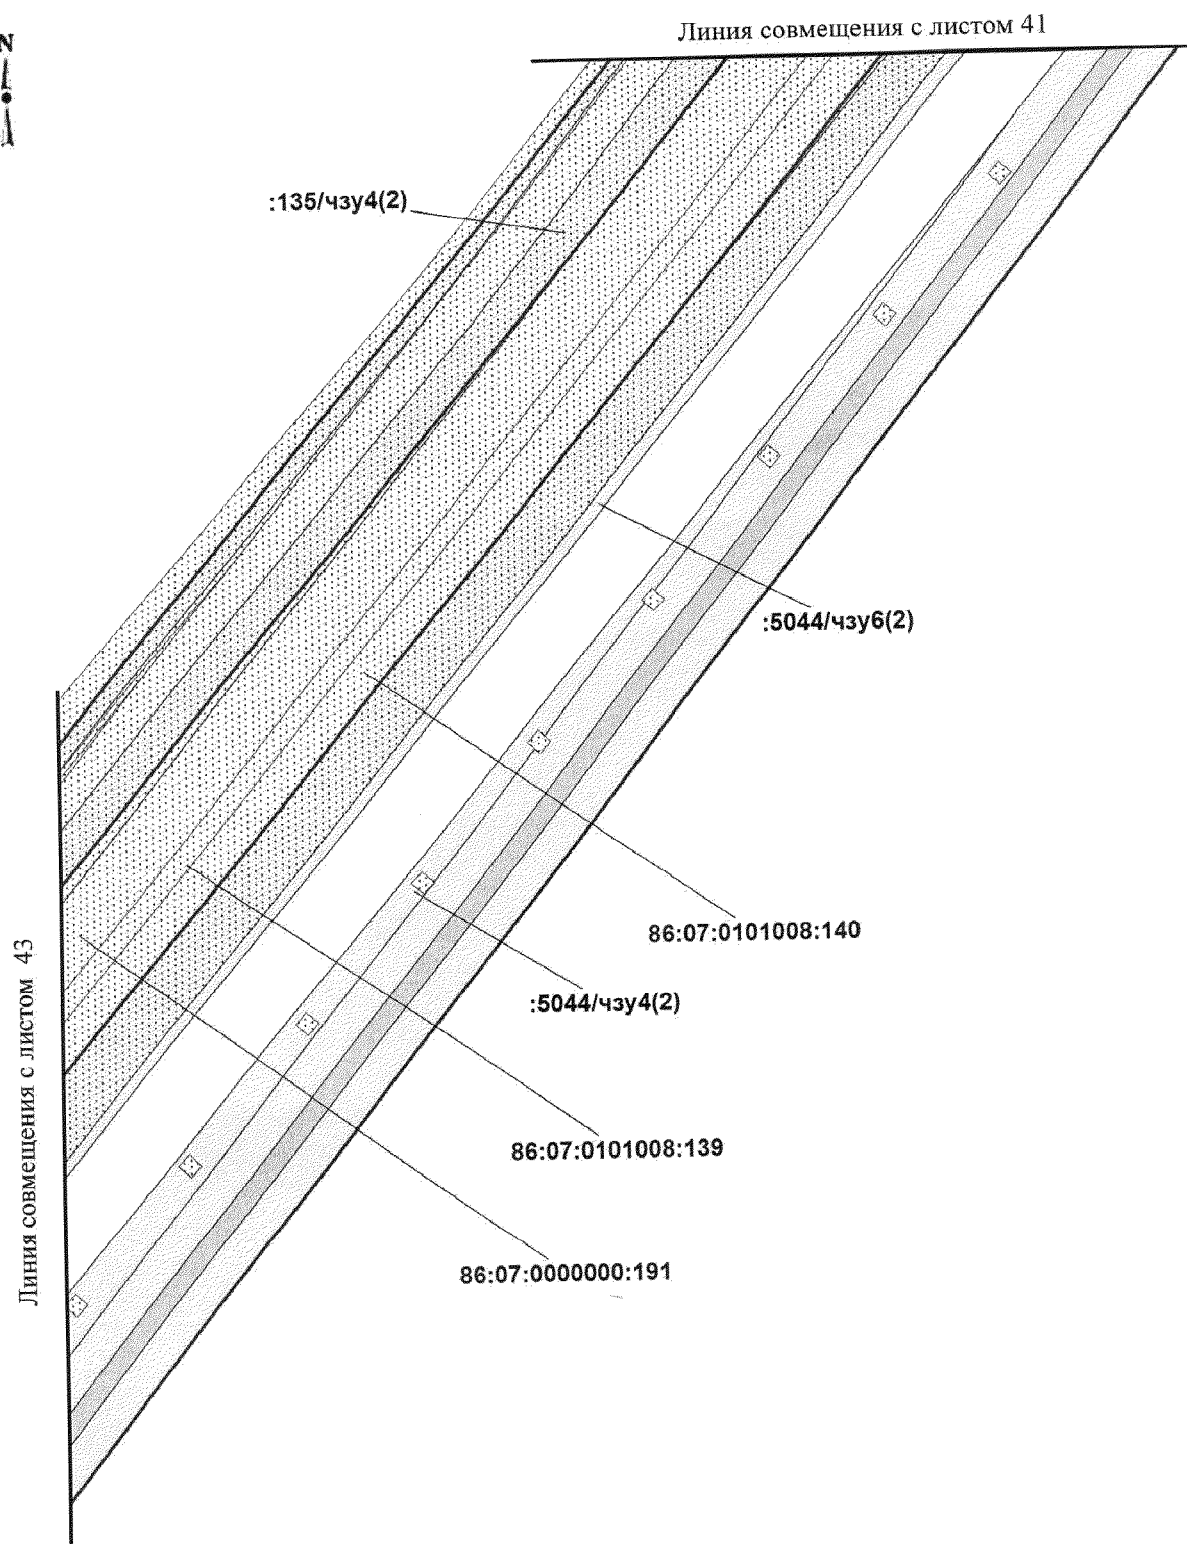 Линия совмещения с листом 41
N
:135/чзу4(2)
:5044/чзу6(2)
86:07:0101008:140
:5044/чзу4(2)
86:07:0101008:139
86:07:0000000:191
Линия совмещения с листом 43